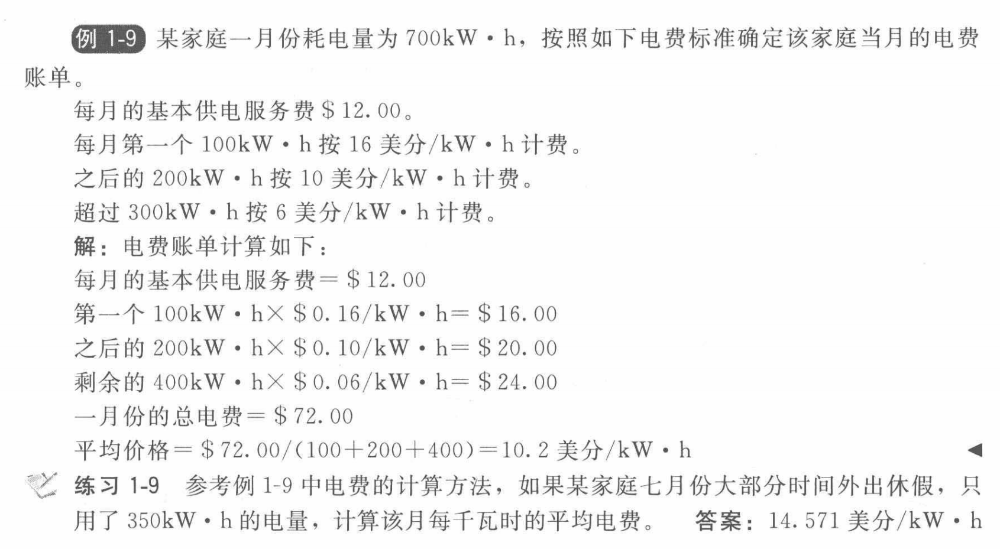 例 1-9 某家庭一月份耗电量为 700kW·h，按照如下电费标准确定该家庭当月的电费
账单。
每月的基本供电服务费$12.00。
每月第一个 100kW·h 按 16 美分/kW·h 计费。
之后的 200kW·h 按 10 美分/kW·h 计费。
超过 300kW·h 按 6 美分/kW·h 计费。
解：电费账单计算如下：
每月的基本供电服务费=$12.00
第一个 100kW·h×$0.16/kW·h=$16.00
之后的 200kW·h×$0.10/kW·h=$20.00
剩余的 400kW·h×$0.06/kW·h=$24.00
一月份的总电费=$72.00
平均价格=$72.00/(100+200+400)=10.2 美分/kW·h
练习 1-9 参考例 1-9 中电费的计算方法，如果某家庭七月份大部分时间外出休假，只
用了 350kW·h 的电量，计算该月每千瓦时的平均电费。 答案：14.571 美分/kW·h